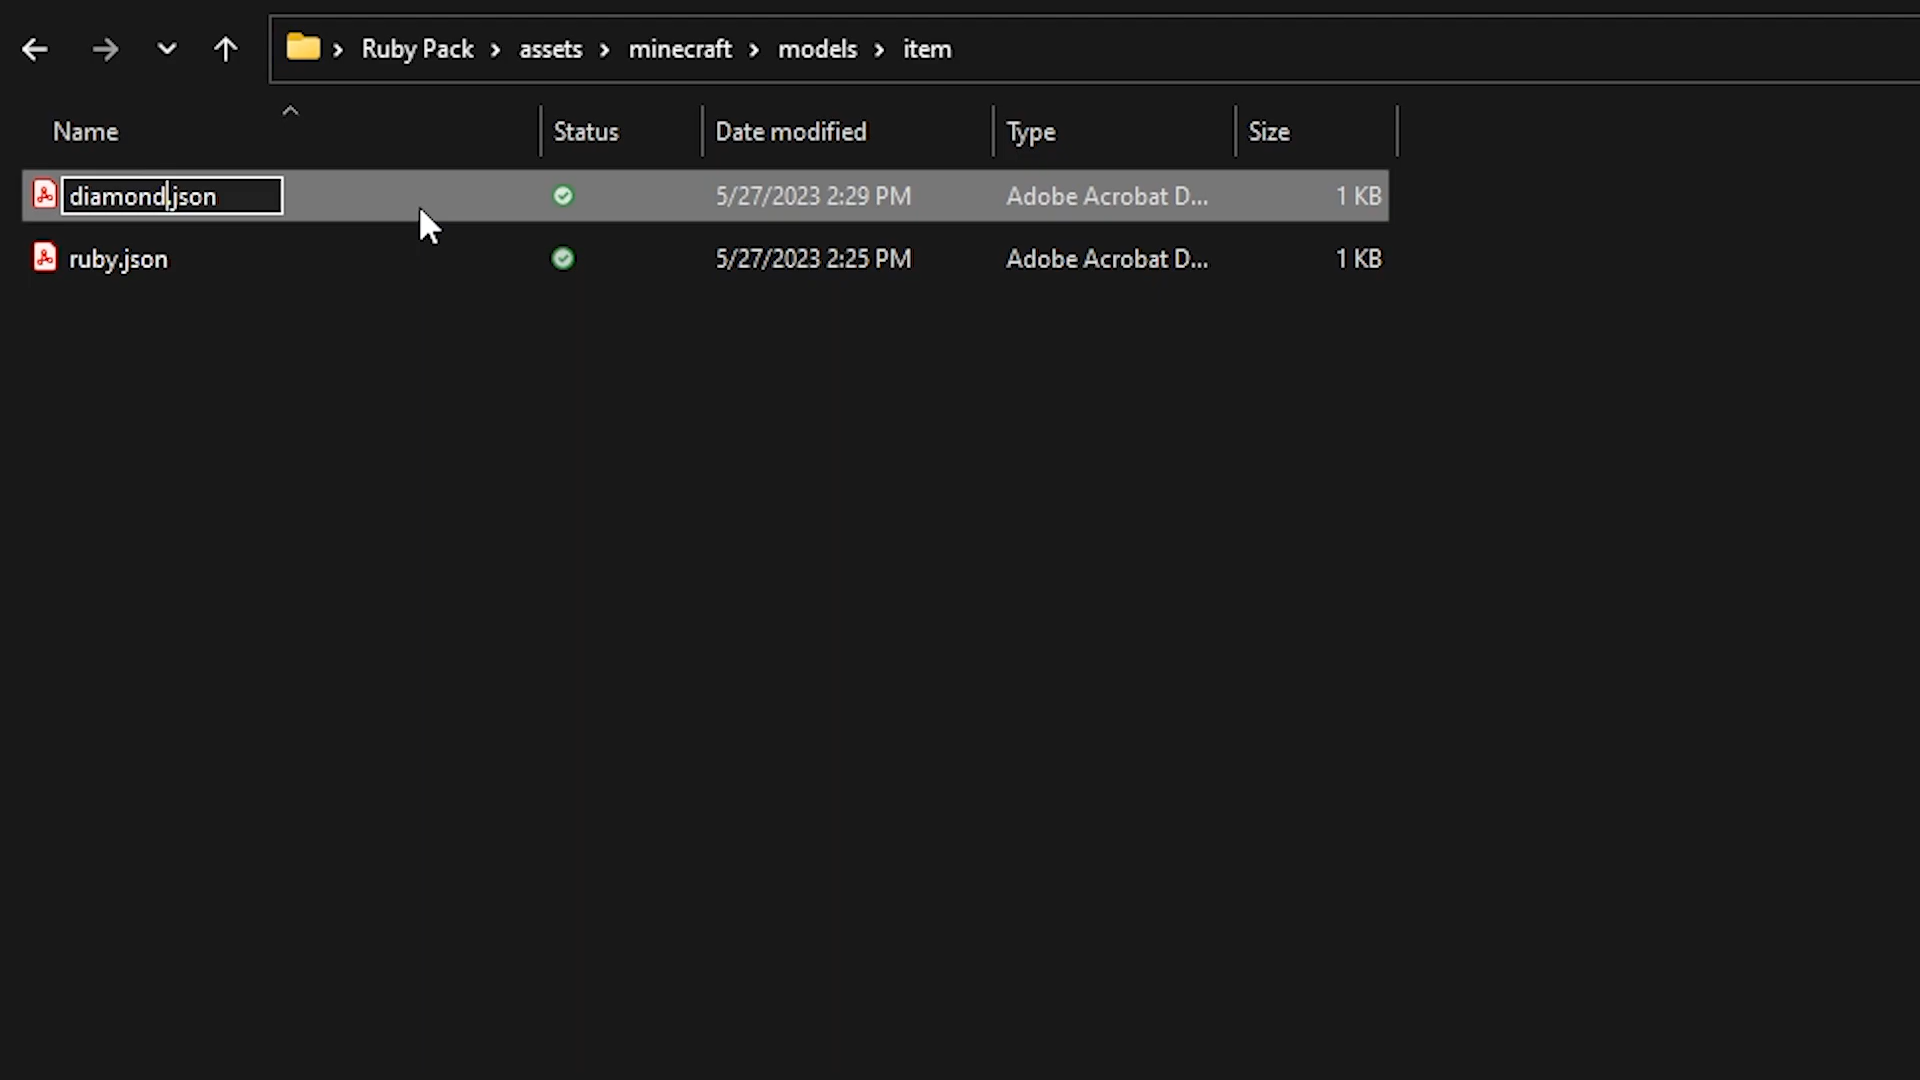 Ruby Pack > assets > minecraft > models > item
Name Status Date modified Type Size
diamond.json 5/27/2023 2:29 PM Adobe Acrobat D... 1 KB
ruby.json 5/27/2023 2:25 PM Adobe Acrobat D... 1 KB